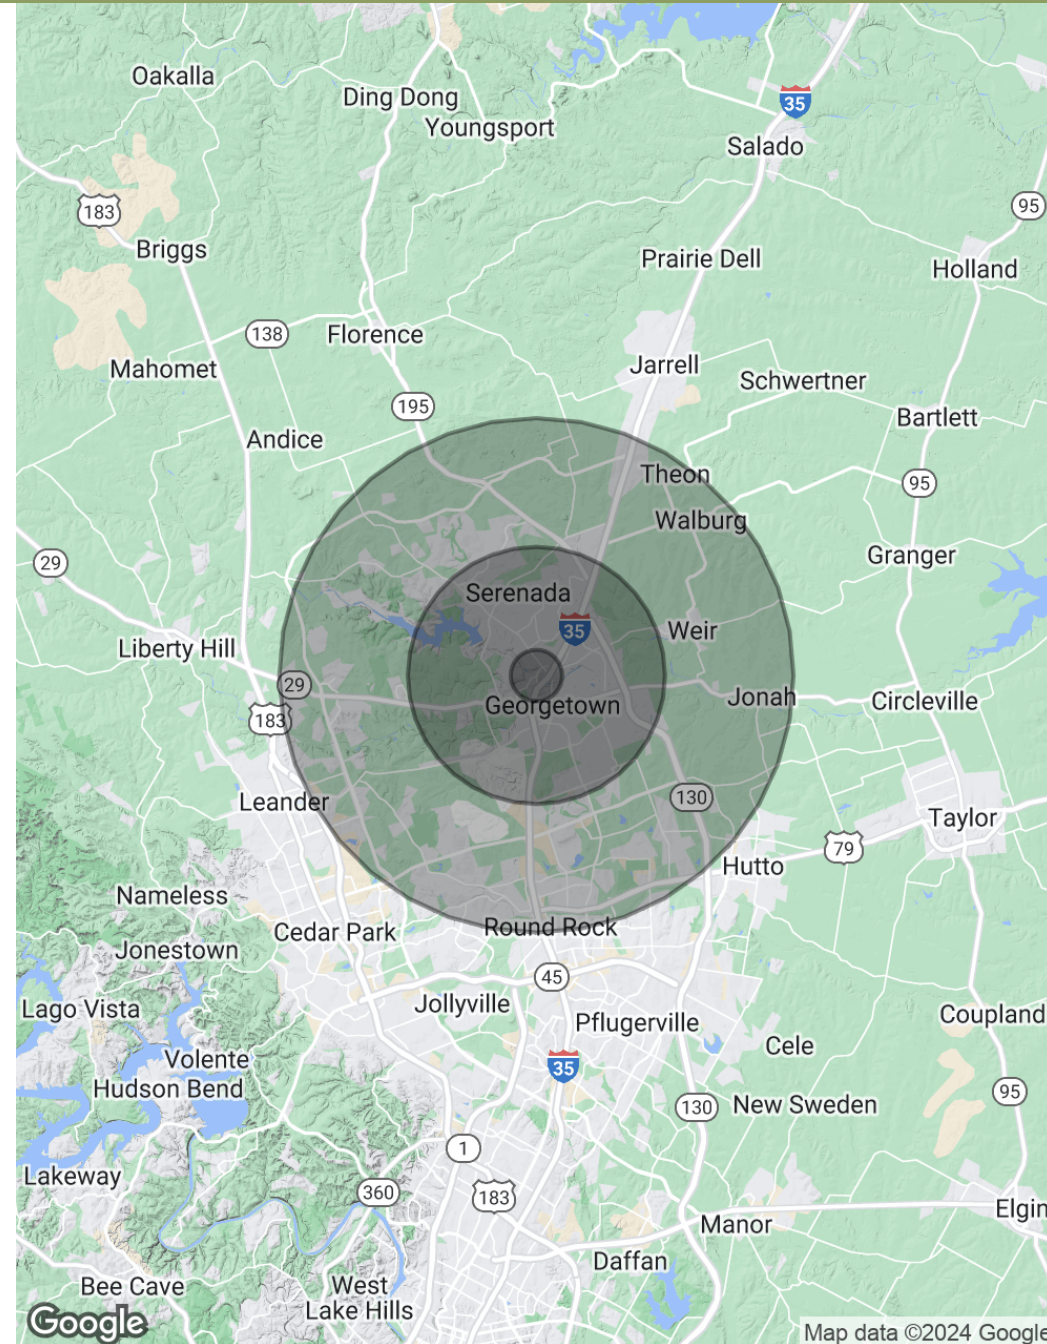 Oakalla
Ding Dong
35
Youngsport
Salado
183
95
Briggs
Prairie Dell
Holland
138
Florence
Mahomet
Jarrell
Schwertner
195
Bartlett
Andice
Theon
95
Walburg
29
Granger
Serenada
35
Weir
Liberty Hill
29
Jonah
Circleville
Georgetown
183
130
Leander
Taylor
79
Hutto
Nameless
Round Rock
Cedar Park
Jonestown
45
Jollyville
Lago Vista
Coupland
Pflugerville
Cele
Volente
35
Hudson Bend
95
New Sweden
130
1
Lakeway
360
183
Elgin
Manor
Daffan
Bee Cave
West
Lake Hills
Google
Map data ©2024 Google